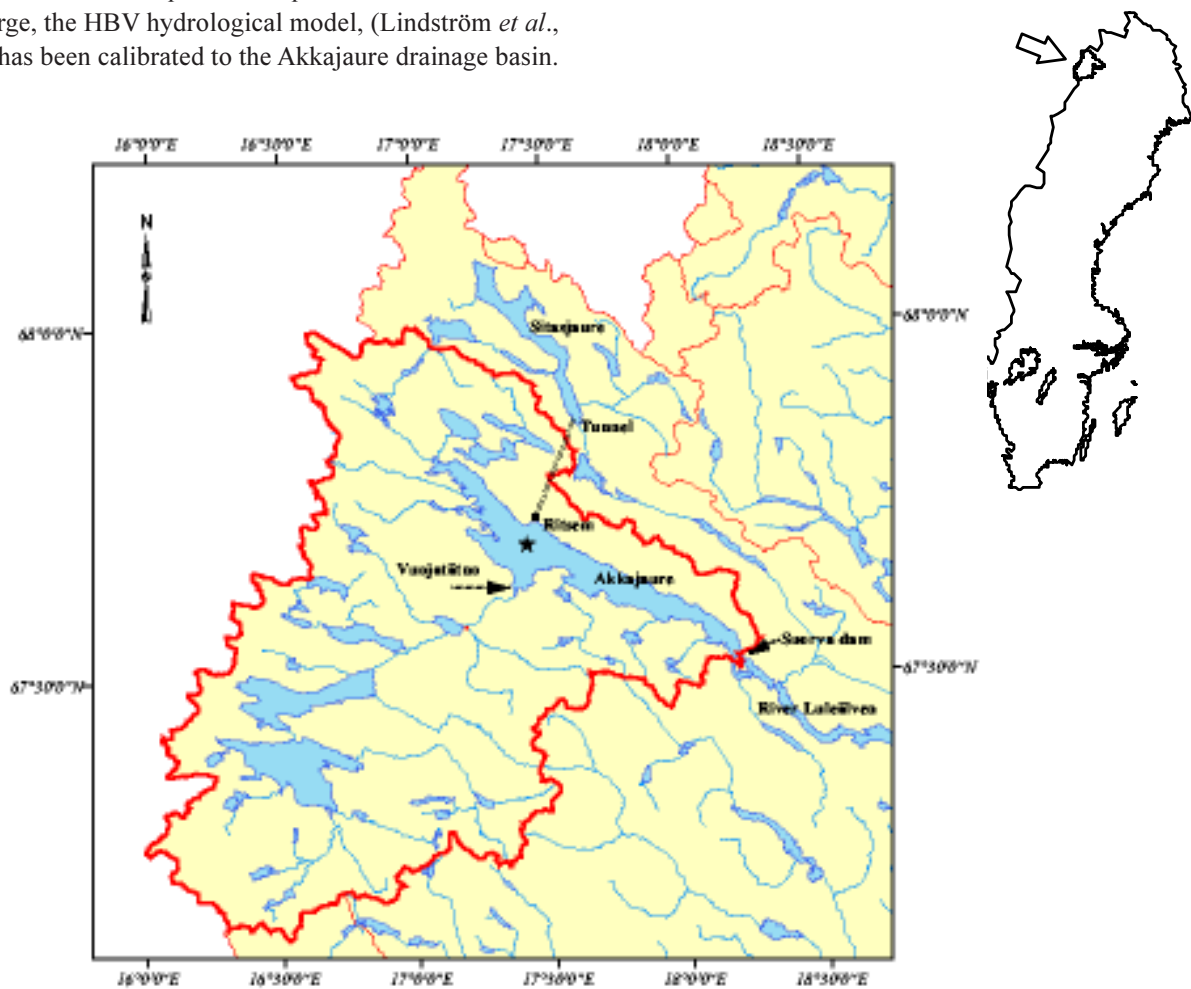 rge, the HBV hydrological model, (Lindström et al.,
has been calibrated to the Akkajaure drainage basin.
16°0'0"E 16°30'0"E 17°0'0"E 17°30'0"E 18°0'0"E 18°30'0"E
N
68°0'0"N
68°0'0"N
Sitasjaure
Tunnel
Ritsem
Vuojatätno
Akkajaure
Suorva dam
67°30'0"N
67°30'0"N
River Luleälven
16°0'0"E 16°30'0"E 17°0'0"E 17°30'0"E 18°0'0"E 18°30'0"E